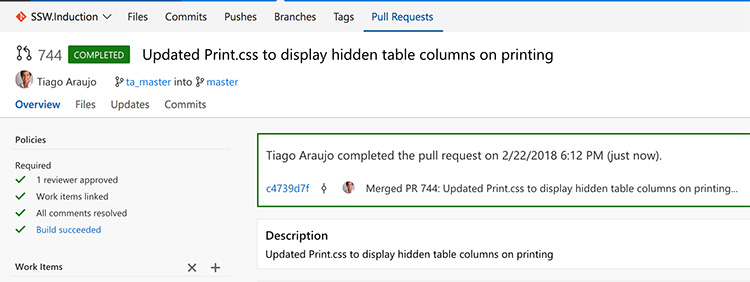 SSW.Induction Files Commits Pushes Branches Tags Pull Requests
744 COMPLETED Updated Print.css to display hidden table columns on printing
Tiago Araujo ta_master into master
Overview Files Updates Commits
Policies
Required
1 reviewer approved
Work items linked
All comments resolved
Build succeeded
Work Items
Tiago Araujo completed the pull request on 2/22/2018 6:12 PM (just now).
c4739d7f Merged PR 744: Updated Print.css to display hidden table columns on printing...
Description
Updated Print.css to display hidden table columns on printing